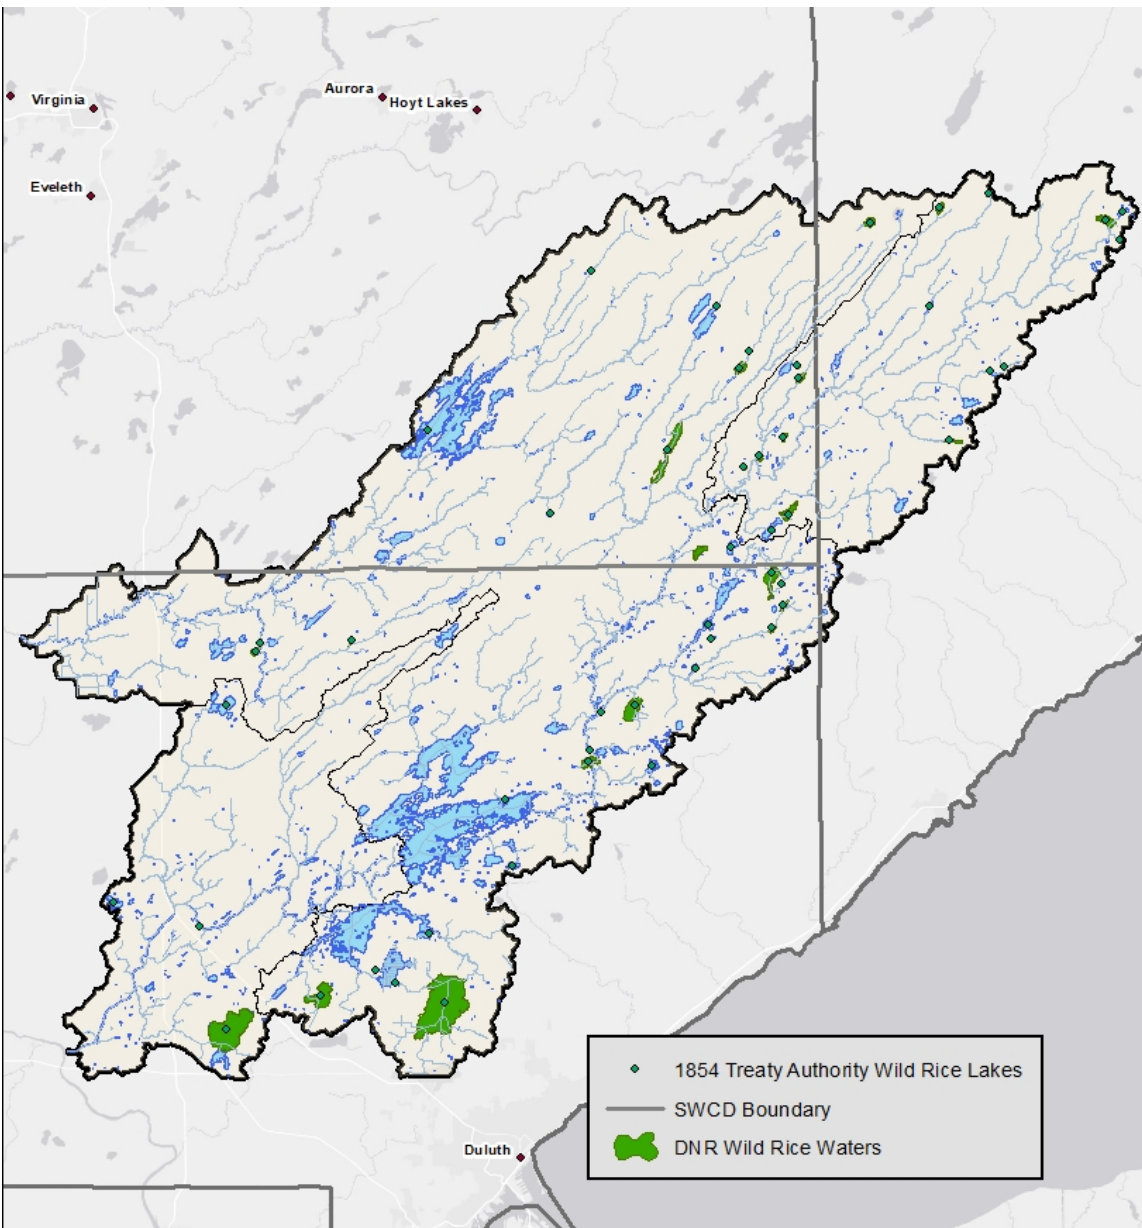 Virginia
Aurora
Hoyt Lakes
Eveleth
1854 Treaty Authority Wild Rice Lakes
SWCD Boundary
DNR Wild Rice Waters
Duluth